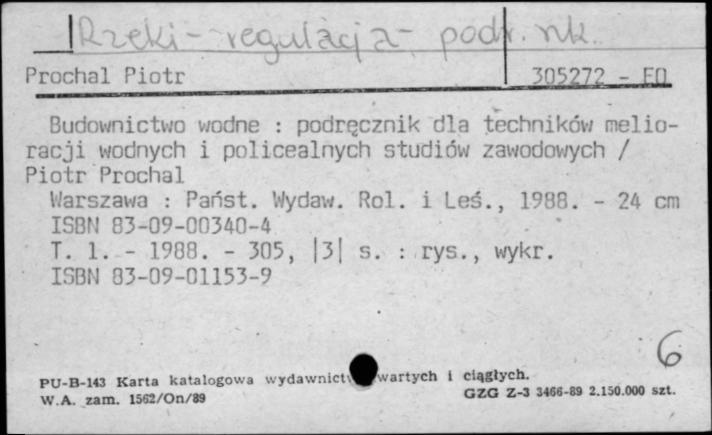 Rzeki - regulacja - podr. nk.
Prochal Piotr 305272 - EO
Budownictwo wodne : podręcznik dla techników melio-
racji wodnych i policealnych studiów zawodowych /
Piotr Prochal
Warszawa : Państ. Wydaw. Rol. i Leś., 1988. - 24 cm
ISBN 83-09-00340-4
T. 1. - 1988. - 305, |3| s. : rys., wykr.
ISBN 83-09-01153-9
6
PU-B-143 Karta katalogowa wydawnict wartych i ciągłych.
W.A. zam. 1562/On/89 GZG Z-3 3466-89 2.150.000 szt.